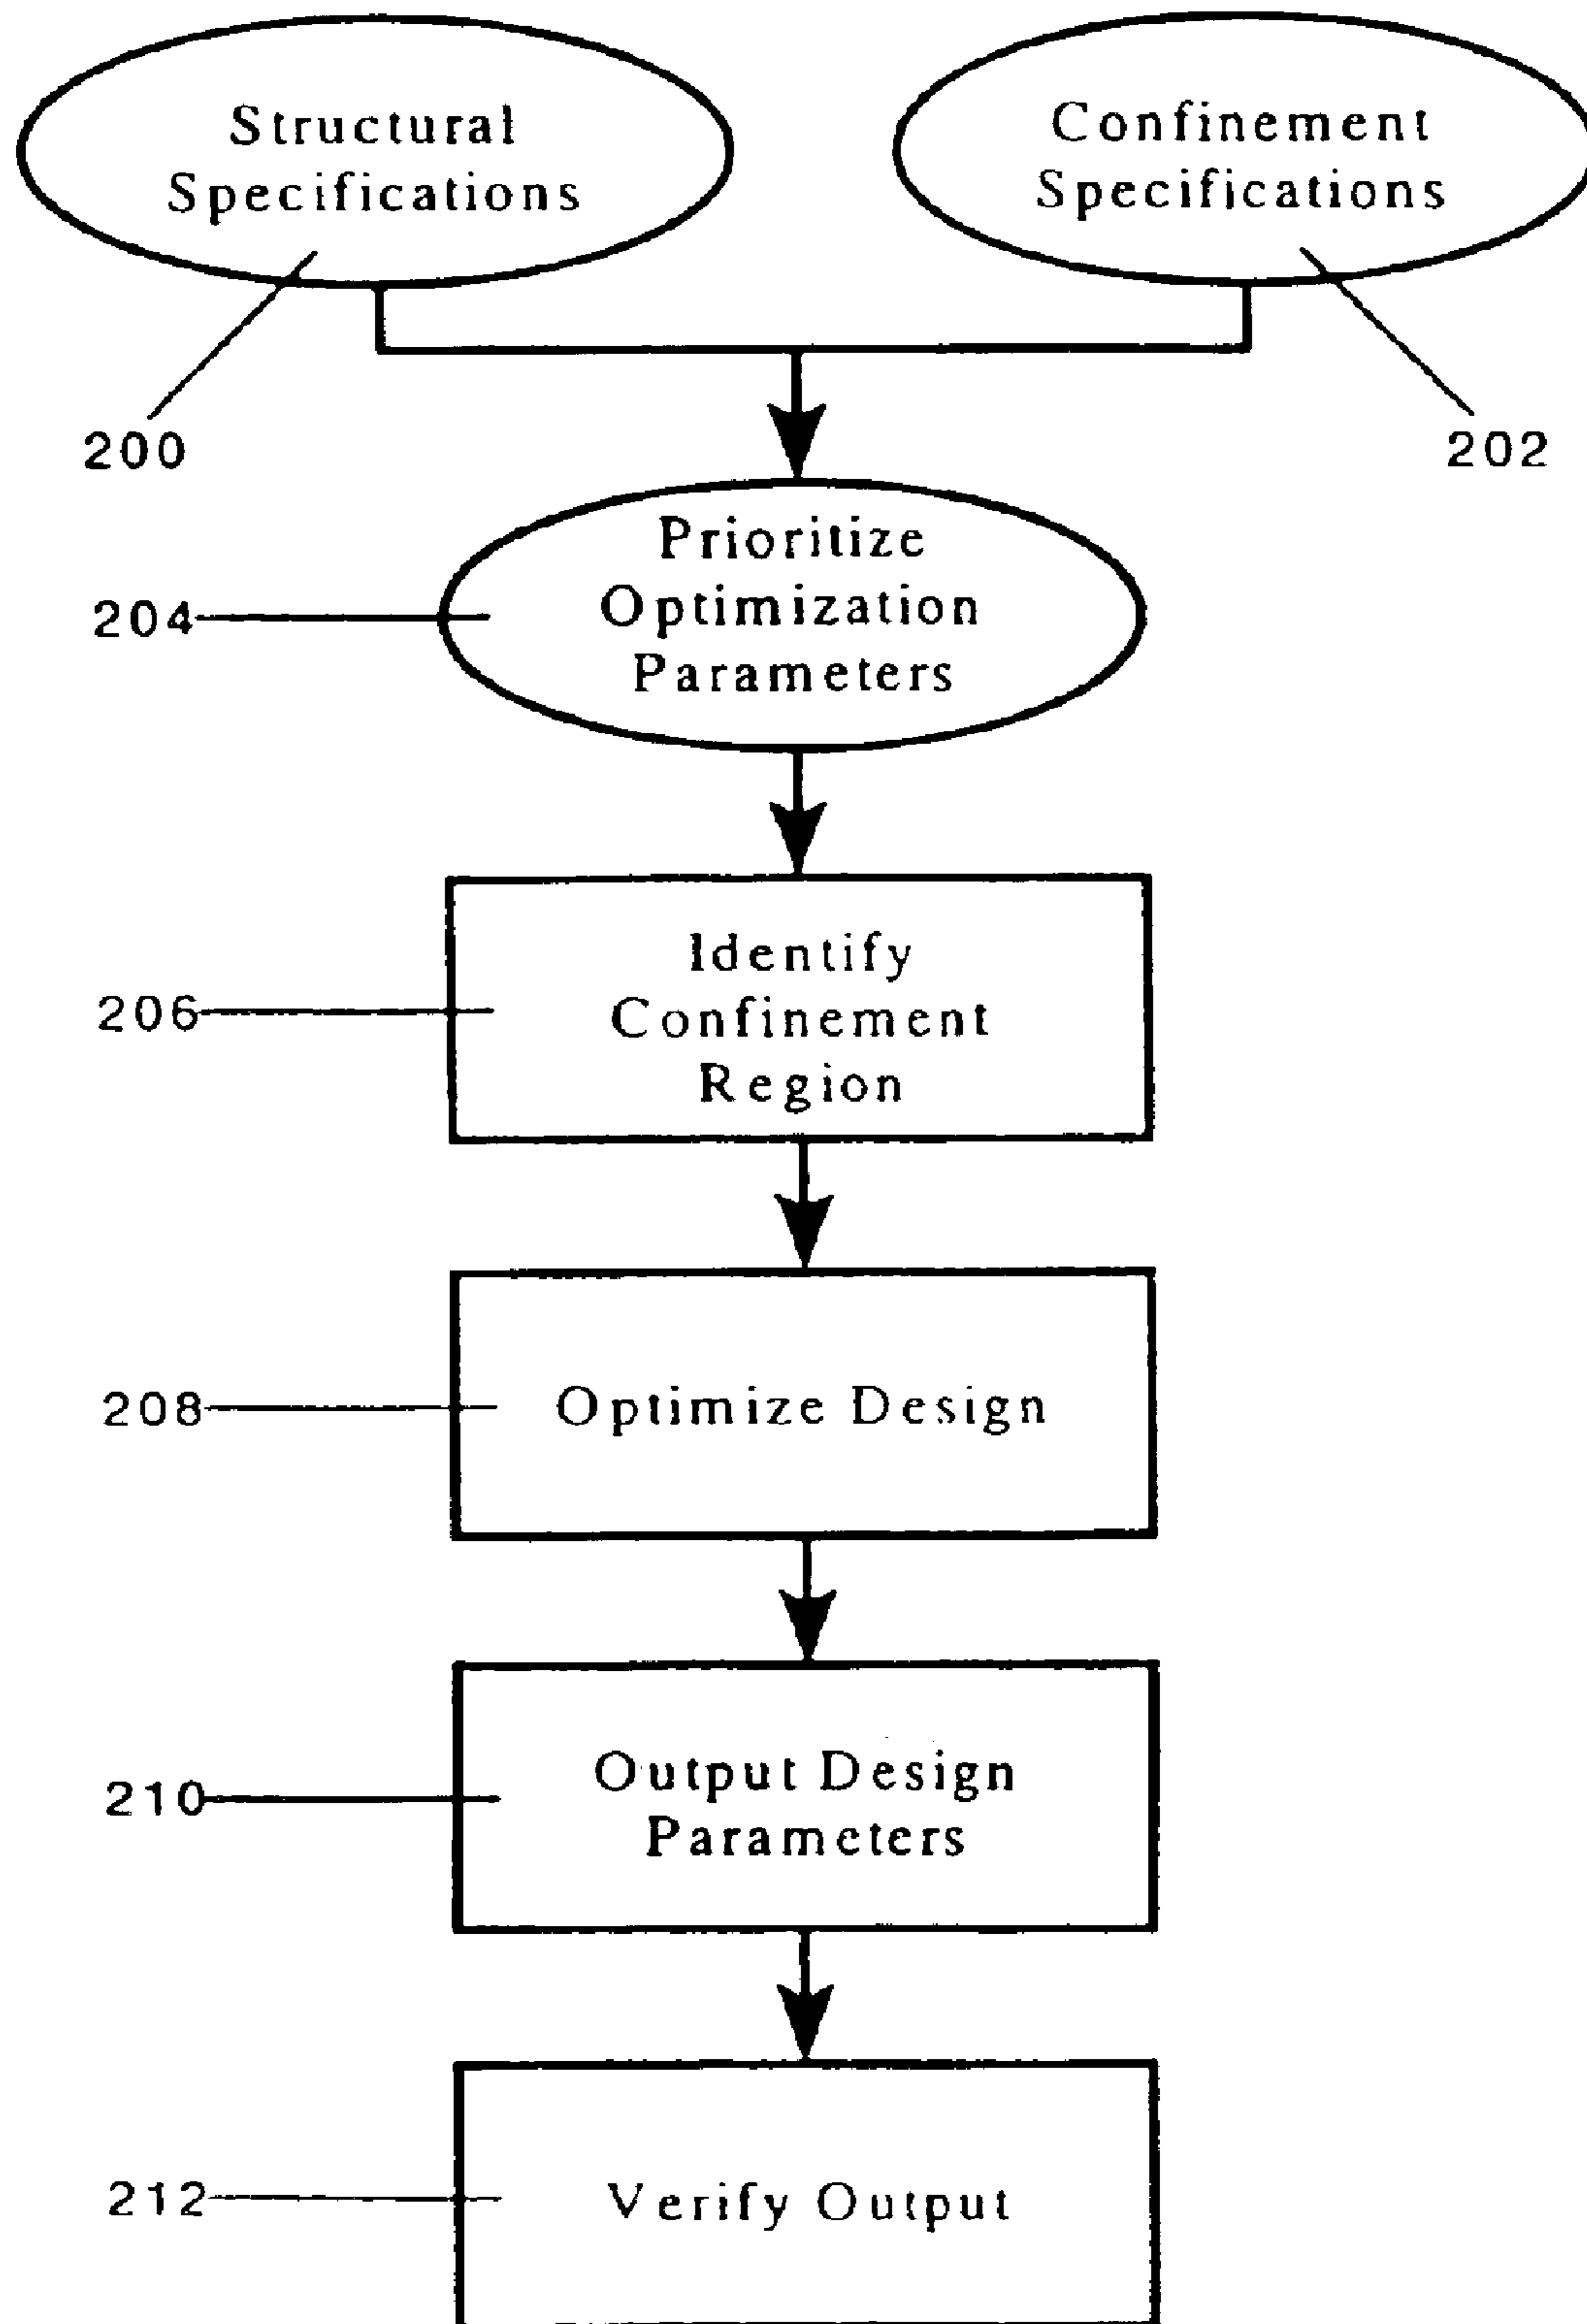 Structural
Specifications
Confinement
Specifications
200
202
Prioritize
Optimization
Parameters
204
Identify
Confinement
Region
206
Optimize Design
208
Output Design
Parameters
210
Verify Output
212